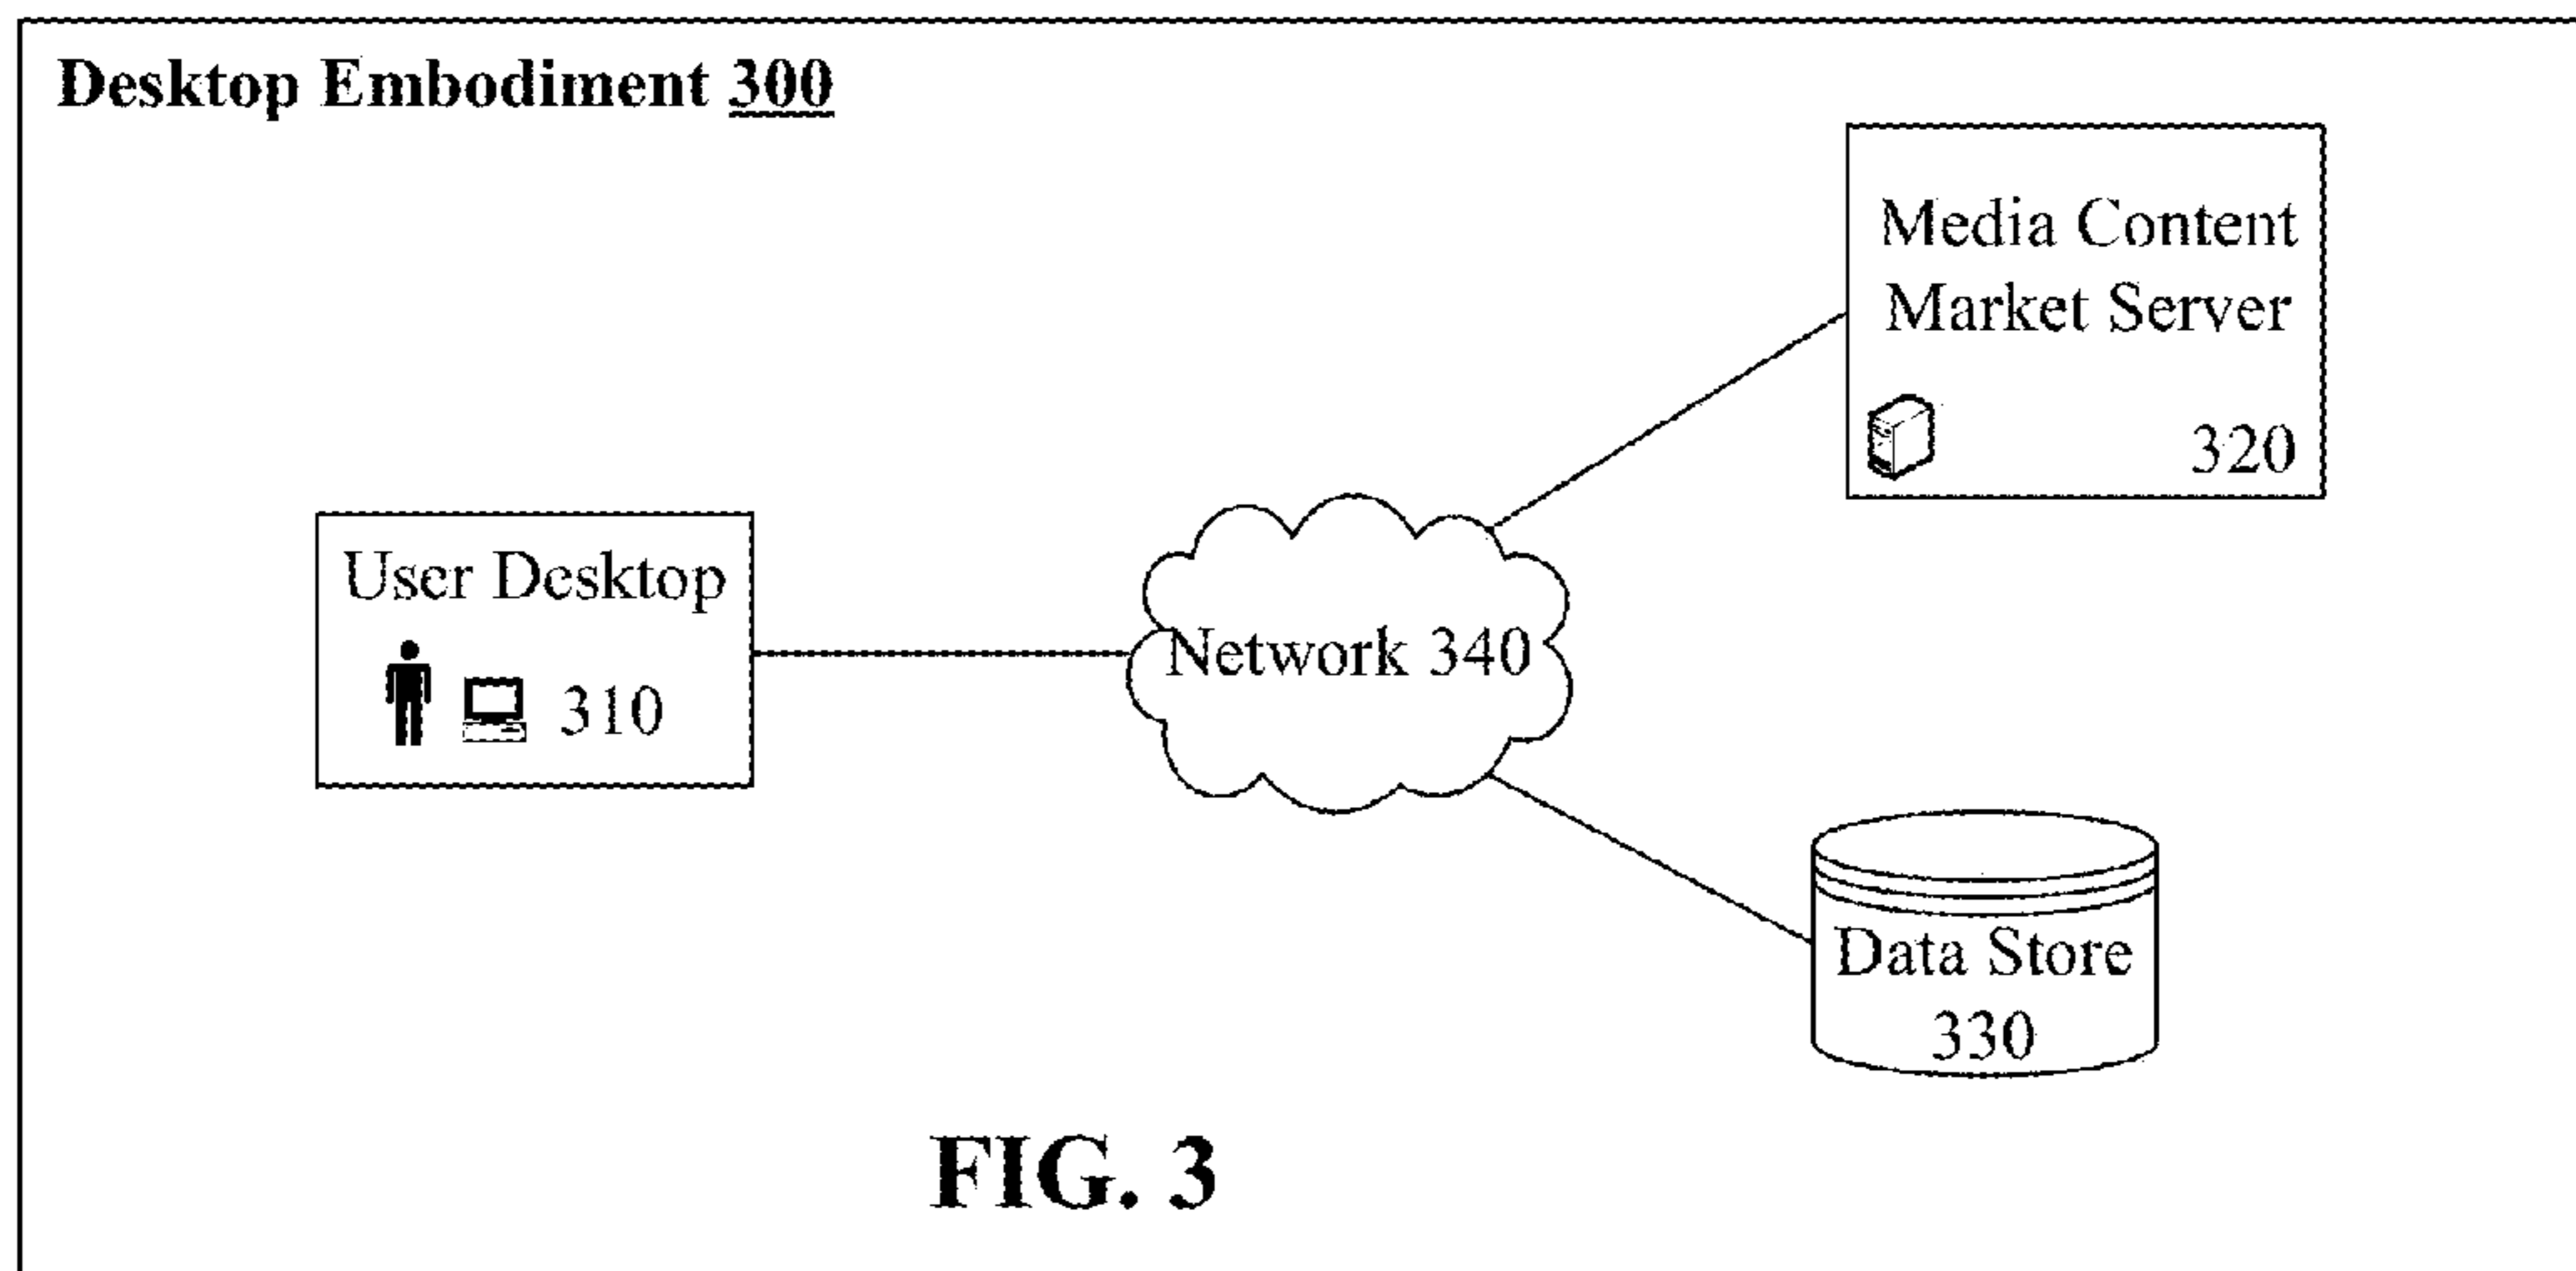 Desktop Embodiment 300
Media Content
Market Server
320
User Desktop
310
Network 340
Data Store
330
FIG. 3